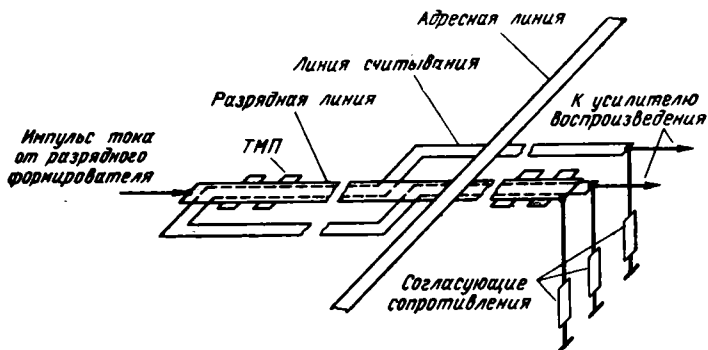 Адресная линия
Линия считывания
Разрядная линия
К усилителю
воспроизведения
Импульс тока
от разрядного
формирователя
ТМП
Согласующие
сопротивления